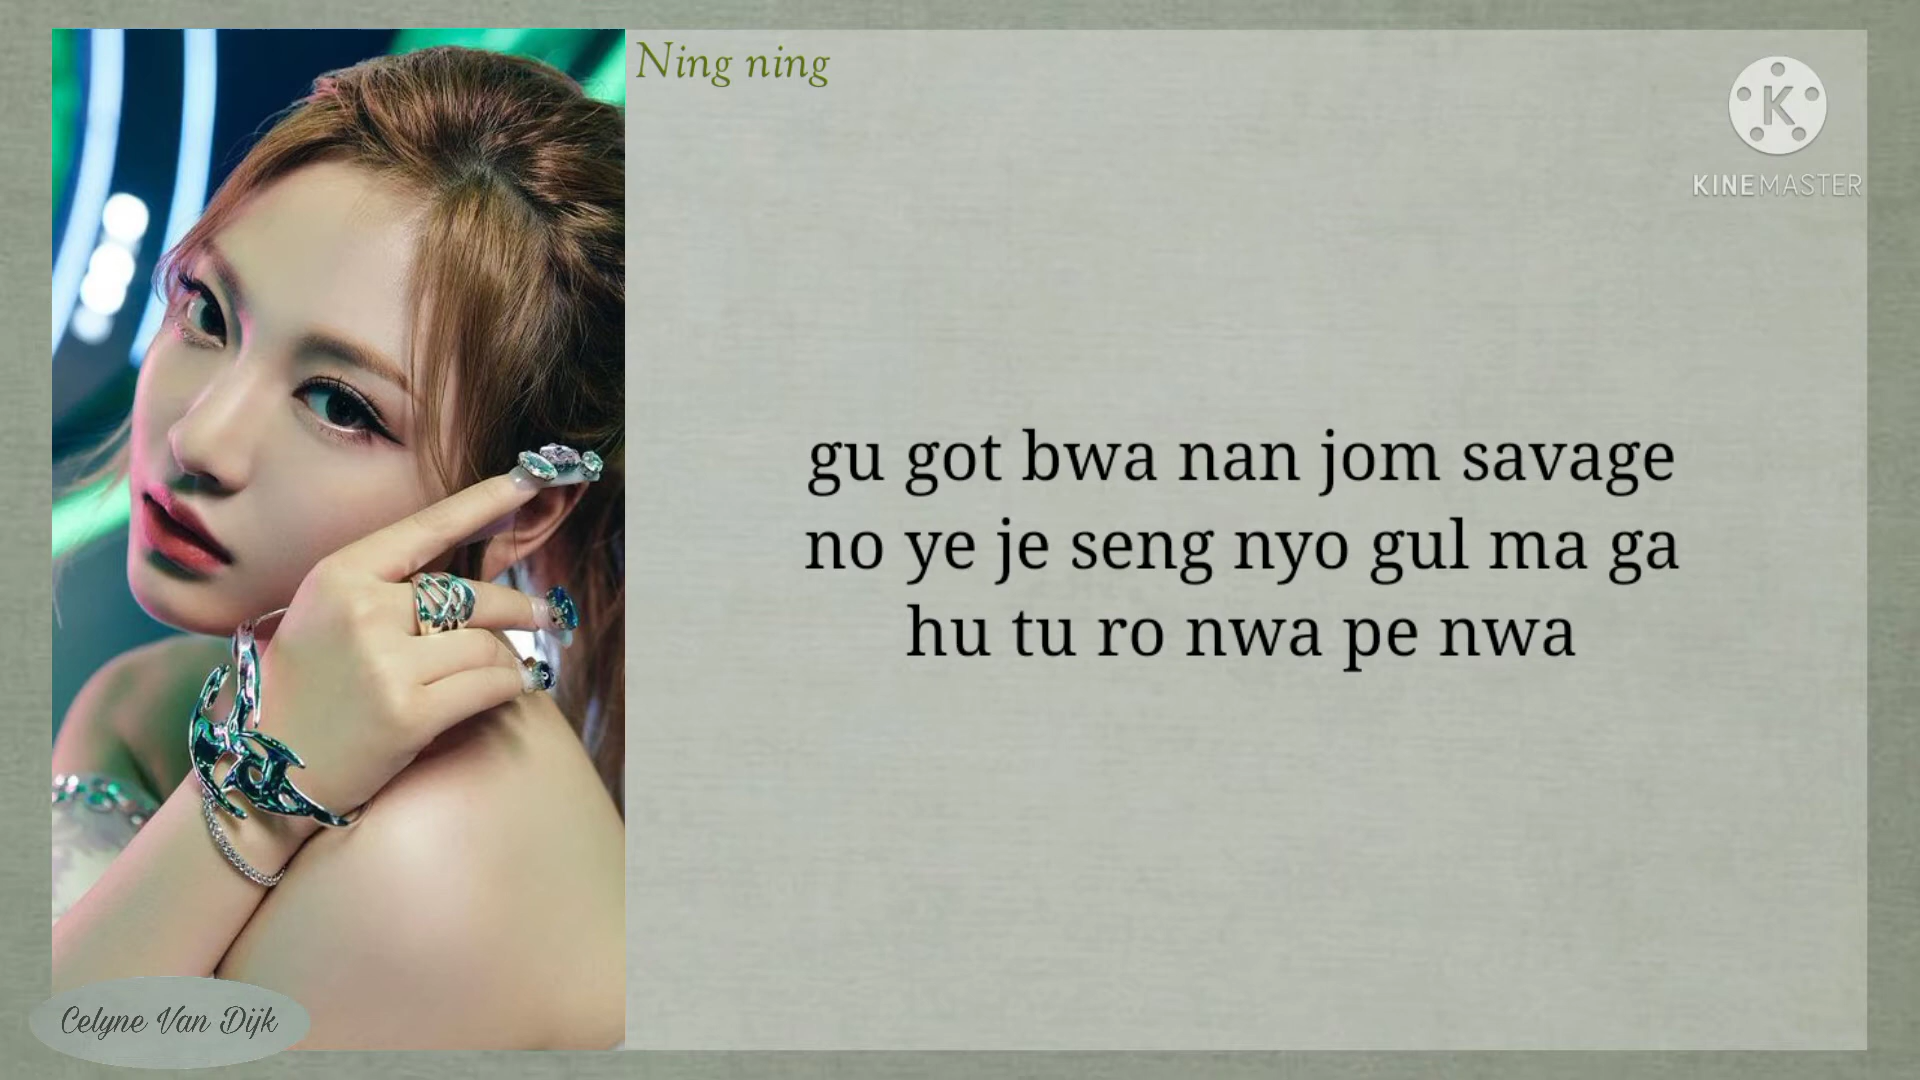 Ning ning
K
KINEMASTER
gu got bwa nan jom savage
no ye je seng nyo gul ma ga
hu tu ro nwa pe nwa
Celyne Van Dijk